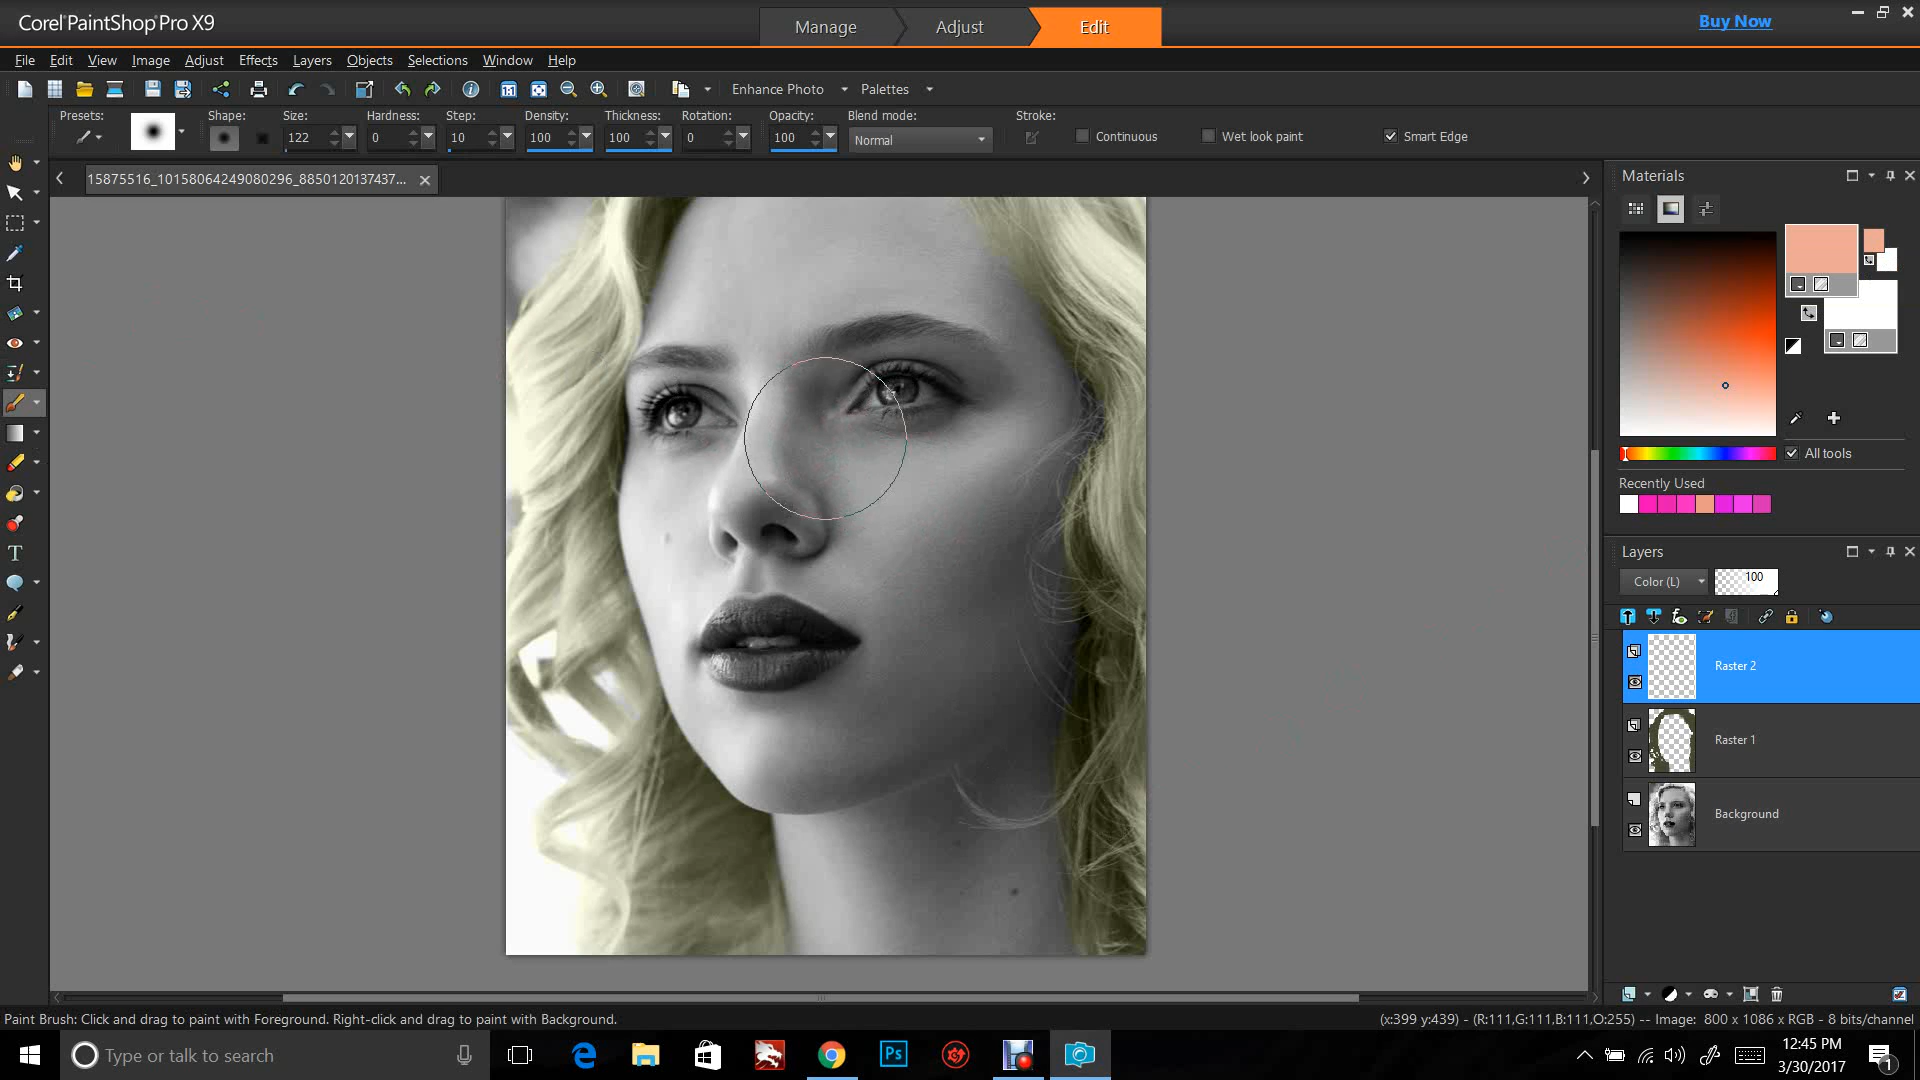 Corel PaintShop Pro X9
Manage
Adjust
Edit
Buy Now
File Edit View Image Adjust Effects Layers Objects Selections Window Help
1:1
Enhance Photo
Palettes
Presets:
Shape:
Size:
Hardness:
Step:
Density:
Thickness:
Rotation:
Opacity:
Blend mode:
Stroke:
122
0
10
100
100
0
100
Normal
Continuous
Wet look paint
Smart Edge
15875516_10158064249080296_8850120137437...
Materials
All tools
Recently Used
Layers
Color (L)
100
Raster 2
Raster 1
Background
T
Paint Brush: Click and drag to paint with Foreground. Right-click and drag to paint with Background.
(x:399 y:439) - (R:111,G:111,B:111,O:255) -- Image: 800 x 1086 x RGB - 8 bits/channel
Type or talk to search
Ps
12:45 PM
3/30/2017
1